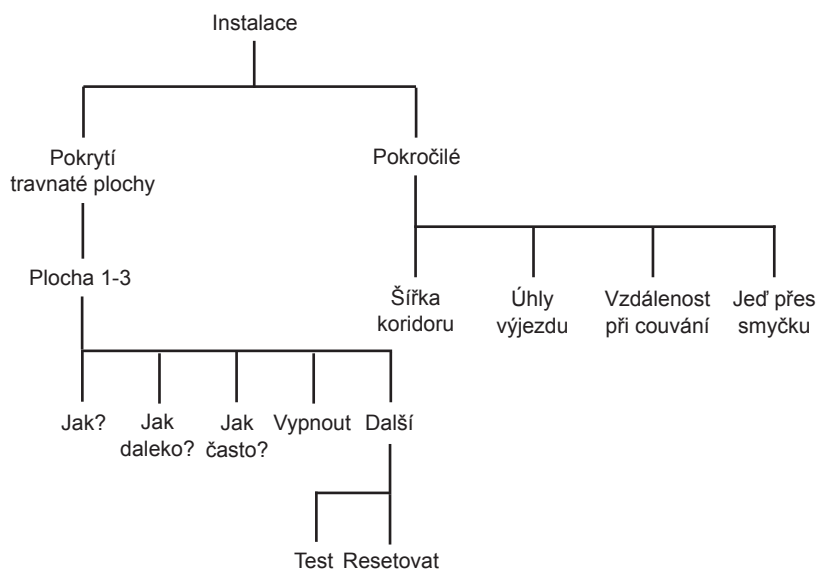 Instalace
Pokrytí
travnaté plochy
Pokročilé
Plocha 1-3
Šířka
koridoru
Úhly
výjezdu
Vzdálenost
při couvání
Jeď přes
smyčku
Jak?
Jak
daleko?
Jak
často?
Vypnout
Další
Test
Resetovat